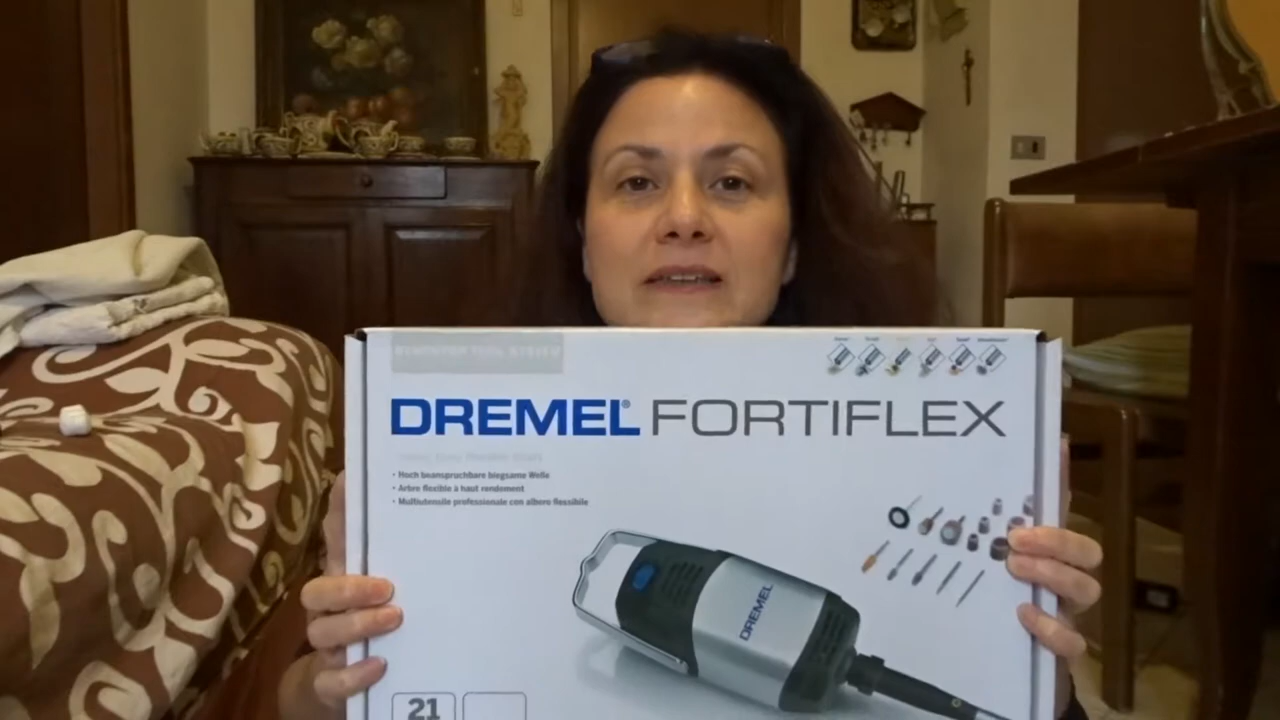 DREMEL® FORTIFLEX
• Hoch beanspruchbare biegsame Welle
• Arbre flexible à haut rendement
• Multiutensile professionale con albero flessibile
DREMEL
21